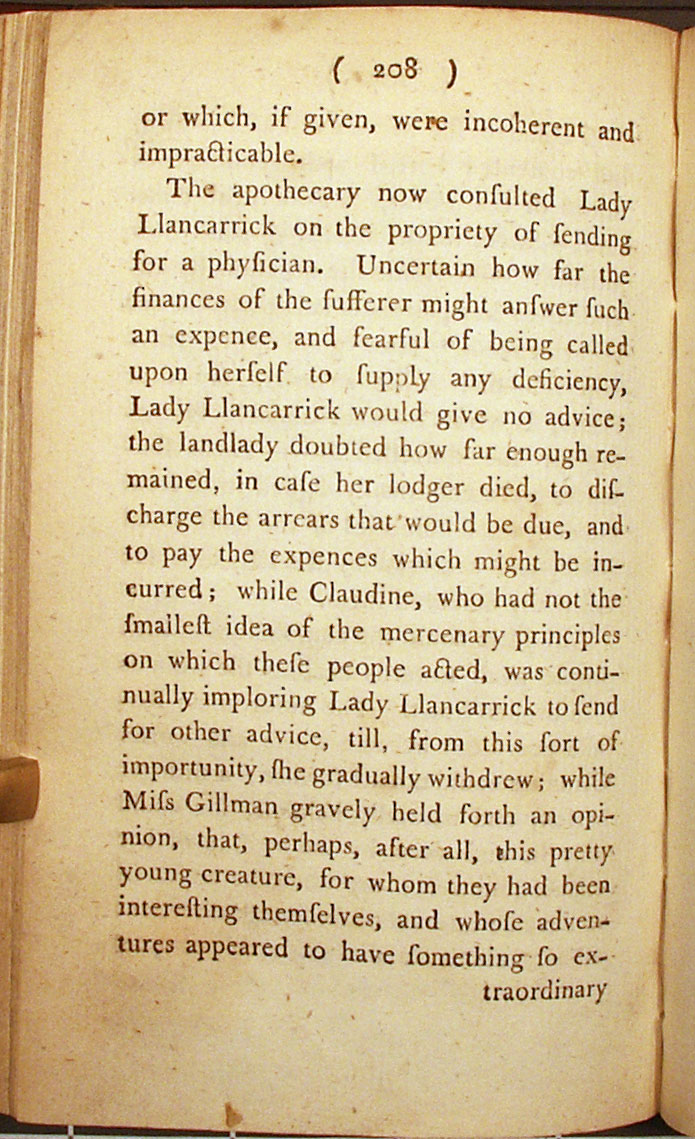 ( 208 )
or which, if given, were incoherent and
impracticable.
The apothecary now conſulted Lady
Llancarrick on the propriety of ſending
for a phyſician. Uncertain how far the
finances of the ſufferer might anſwer ſuch
an expence, and fearful of being called
upon herſelf to ſupply any deficiency,
Lady Llancarrick would give no advice;
the landlady doubted how far enough re-
mained, in caſe her lodger died, to diſ-
charge the arrears that would be due, and
to pay the expences which might be in-
curred; while Claudine, who had not the
ſmalleſt idea of the mercenary principles
on which theſe people acted, was conti-
nually imploring Lady Llancarrick to ſend
for other advice, till, from this ſort of
importunity, ſhe gradually withdrew; while
Miſs Gillman gravely held forth an opi-
nion, that, perhaps, after all, this pretty
young creature, for whom they had been
intereſting themſelves, and whoſe adven-
tures appeared to have ſomething ſo ex-
traordinary